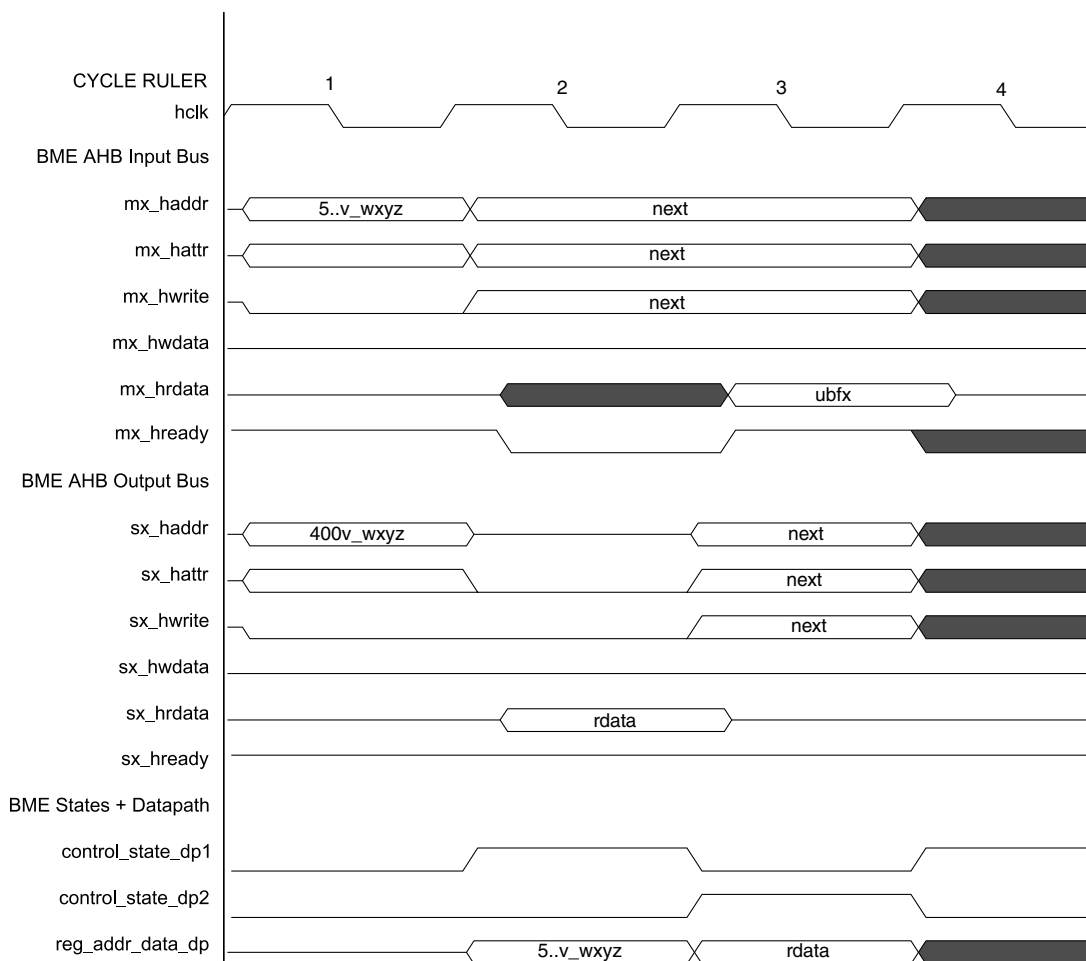 CYCLE RULER 1 2 3 4
hclk
BME AHB Input Bus
mx_haddr 5..v_wxyz next
mx_hattr next
mx_hwrite next
mx_hwdata
mx_hrdata ubfx
mx_hready
BME AHB Output Bus
sx_haddr 400v_wxyz next
sx_hattr next
sx_hwrite next
sx_hwdata
sx_hrdata rdata
sx_hready
BME States + Datapath
control_state_dp1
control_state_dp2
reg_addr_data_dp 5..v_wxyz rdata